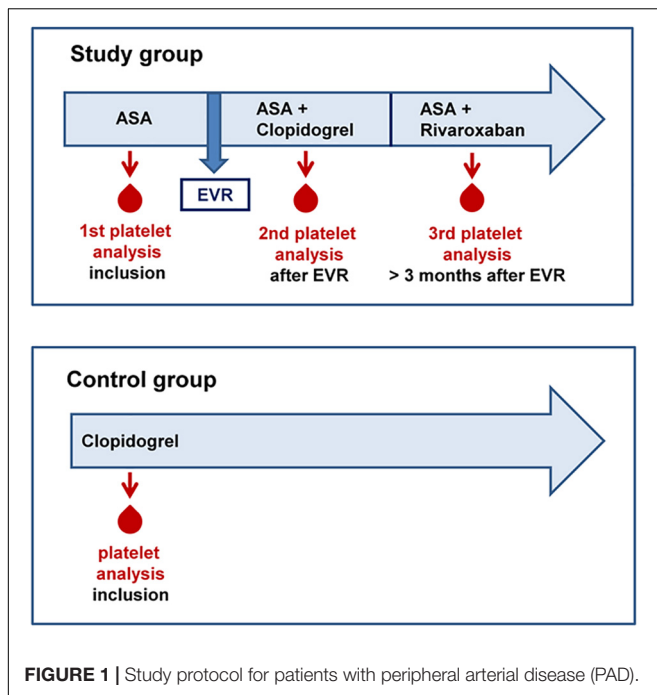 Study group
ASA
ASA +
Clopidogrel
ASA +
Rivaroxaban
EVR
1st platelet
analysis
inclusion
2nd platelet
analysis
after EVR
3rd platelet
analysis
> 3 months after EVR
Control group
Clopidogrel
platelet
analysis
inclusion
FIGURE 1 | Study protocol for patients with peripheral arterial disease (PAD).